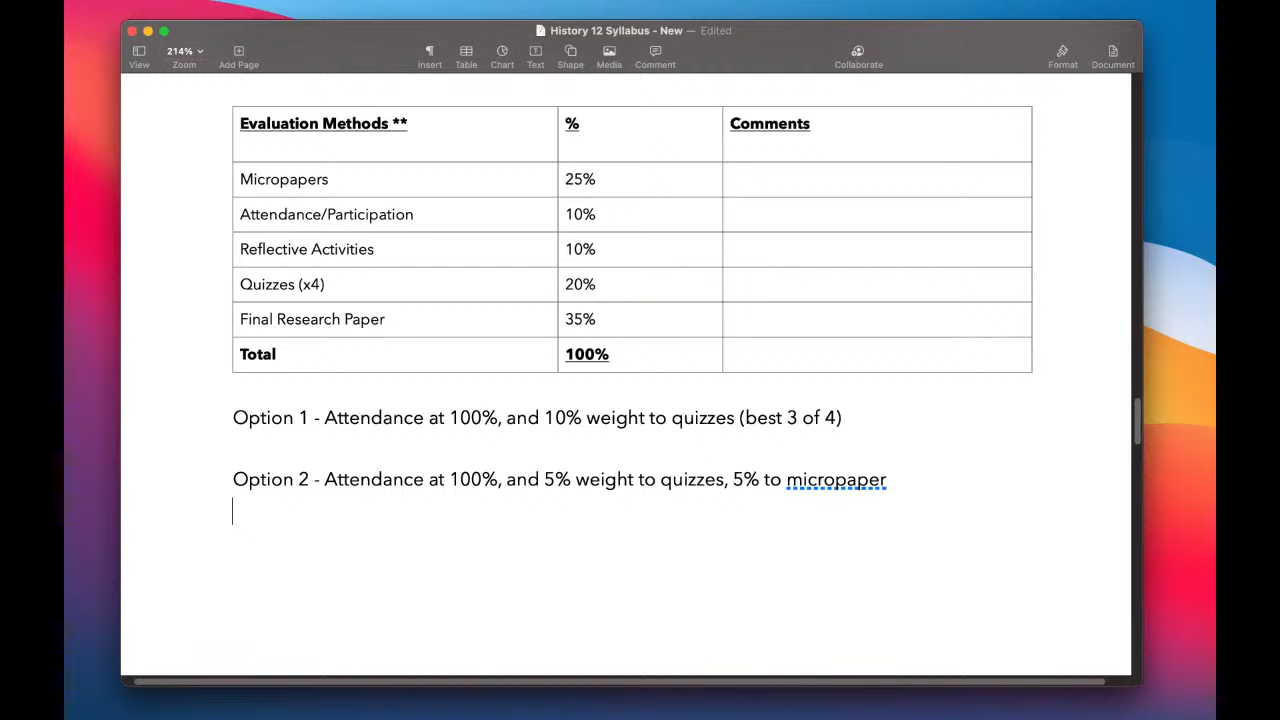 History 12 Syllabus - New — Edited
214%
View Zoom Add Page Insert Table Chart Text Shape Media Comment Collaborate Format Document
Evaluation Methods ** % Comments
Micropapers 25%
Attendance/Participation 10%
Reflective Activities 10%
Quizzes (x4) 20%
Final Research Paper 35%
Total 100%
Option 1 - Attendance at 100%, and 10% weight to quizzes (best 3 of 4)
Option 2 - Attendance at 100%, and 5% weight to quizzes, 5% to micropaper